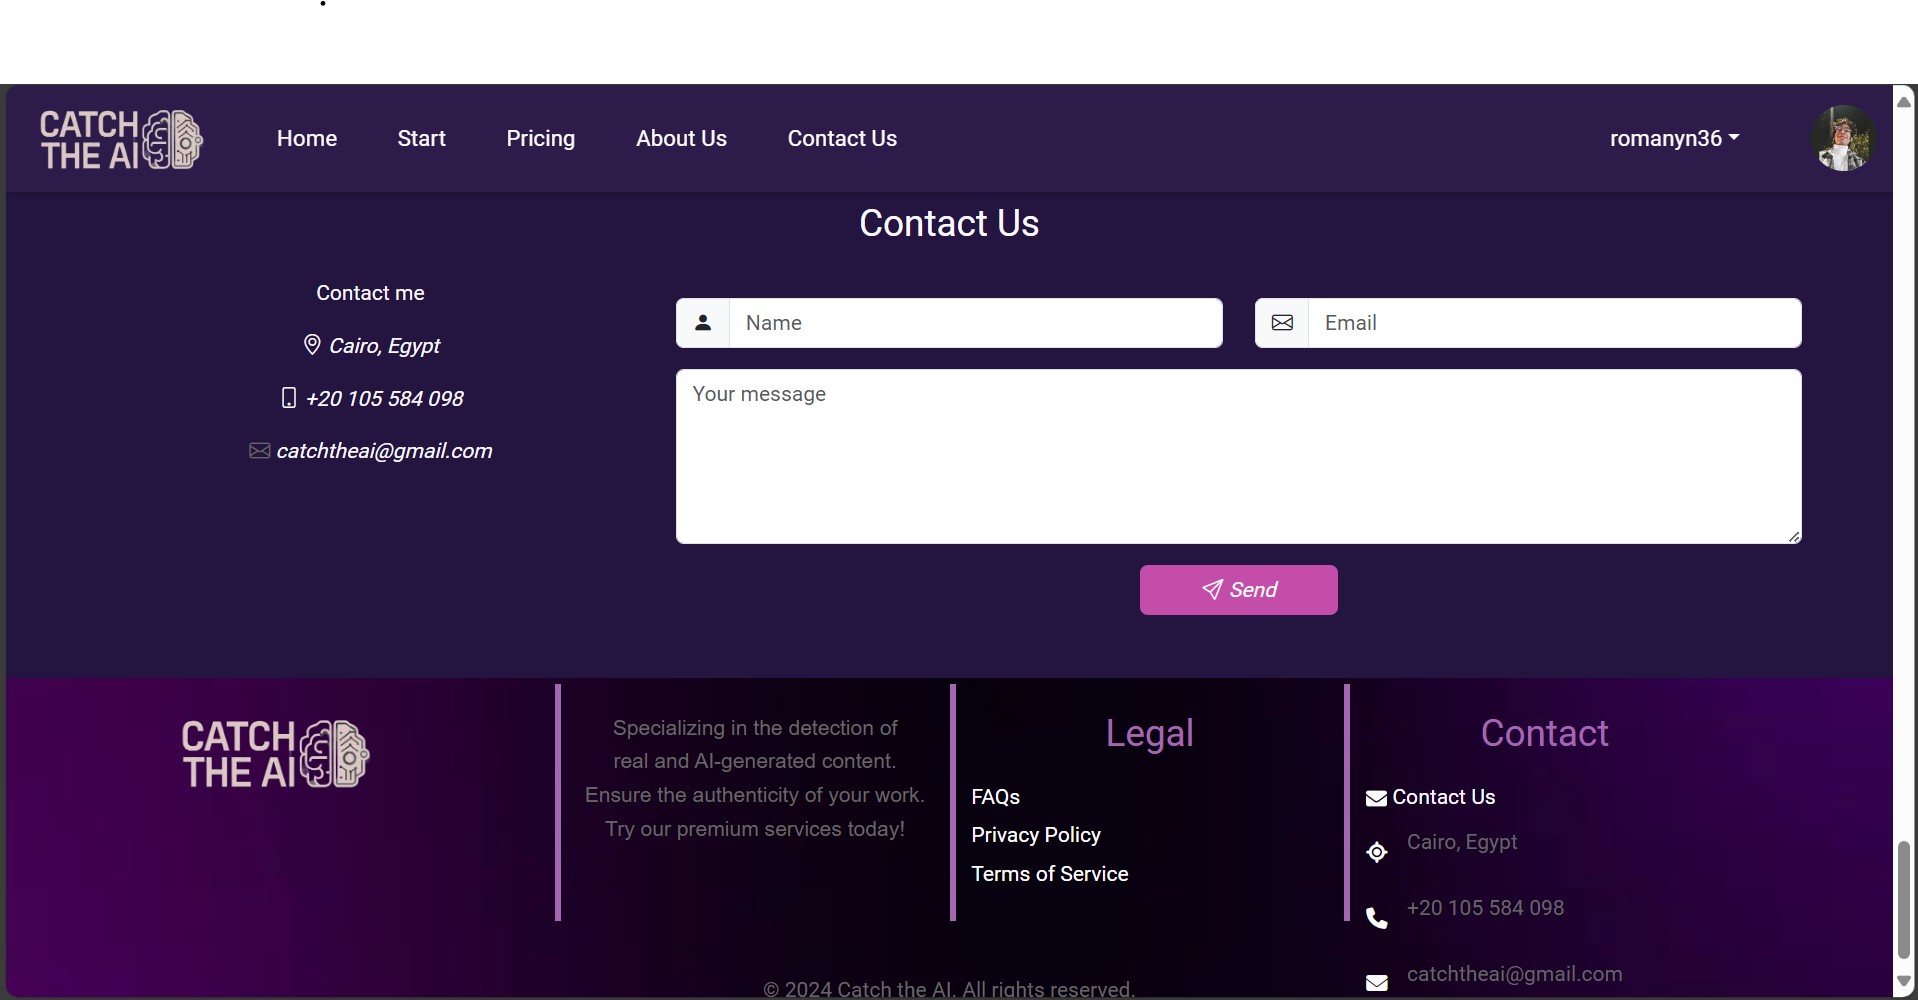 CATCH
THE AI
Home
Start
Pricing
About Us
Contact Us
romanyn36
Contact Us
Contact me
Cairo, Egypt
+20 105 584 098
catchtheai@gmail.com
Name
Email
Your message
Send
CATCH
THE AI
Specializing in the detection of
real and AI-generated content.
Ensure the authenticity of your work.
Try our premium services today!
Legal
FAQs
Privacy Policy
Terms of Service
Contact
Contact Us
Cairo, Egypt
+20 105 584 098
catchtheai@gmail.com
© 2024 Catch the AI. All rights reserved.